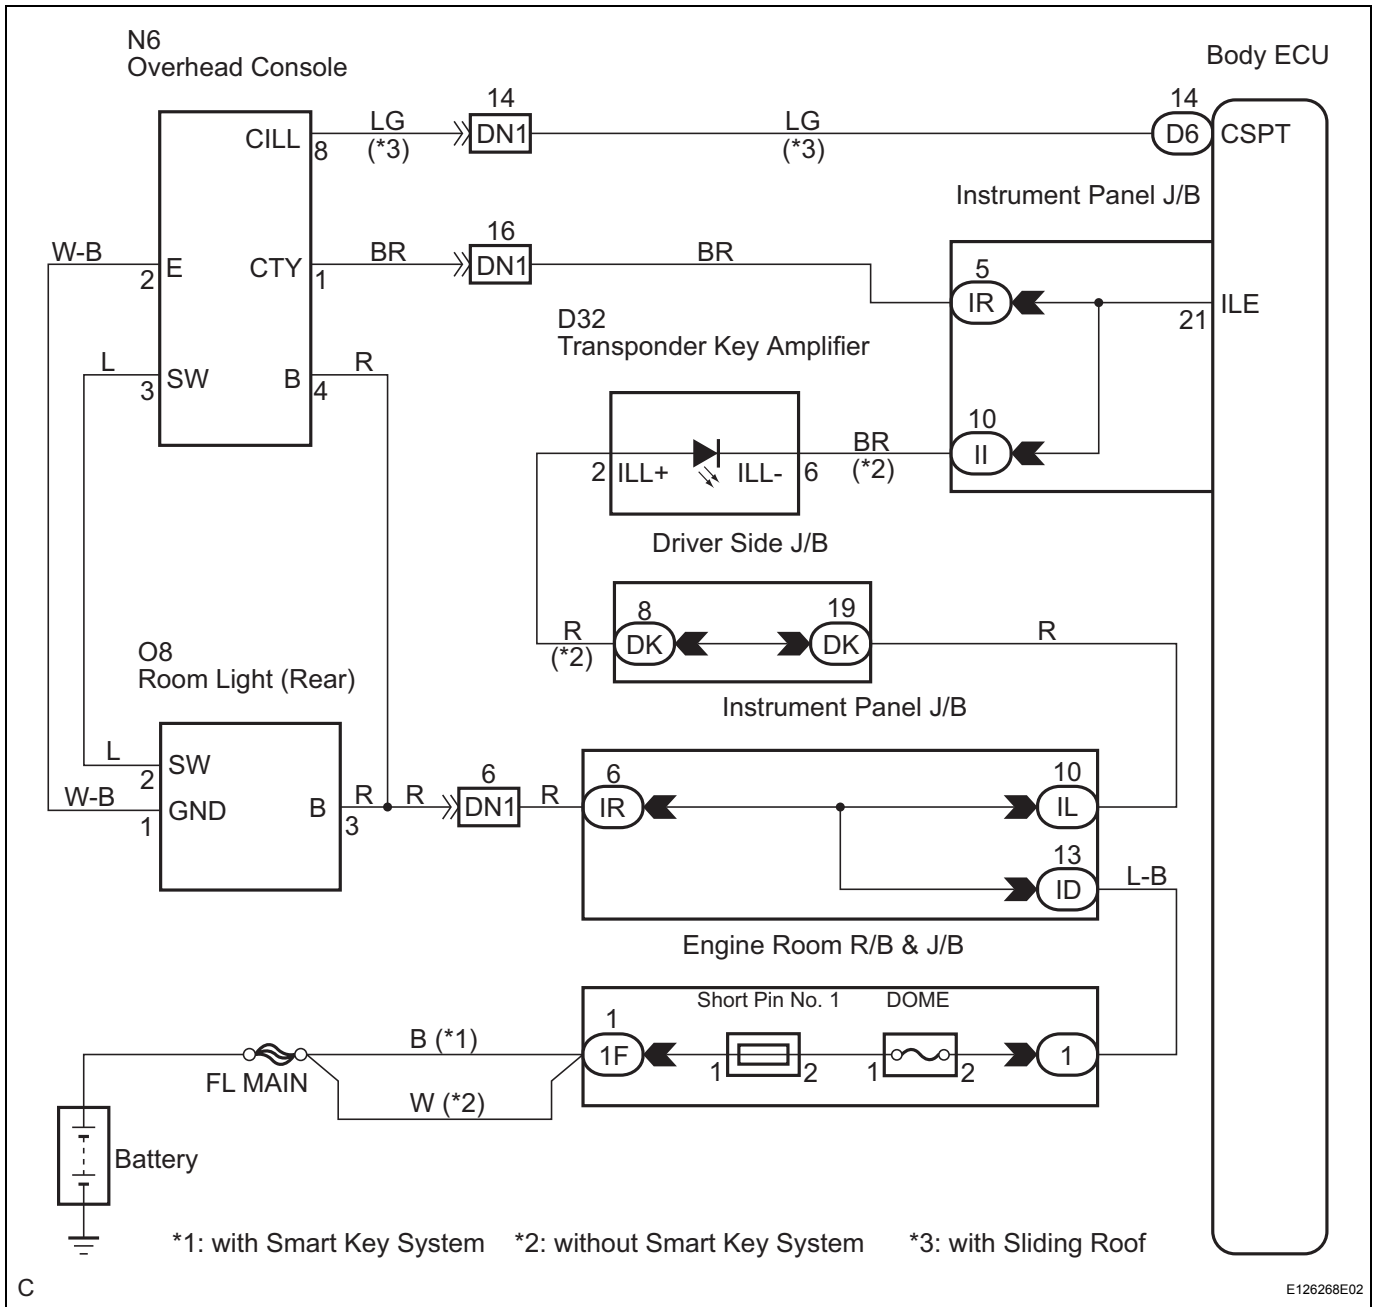 N6
Overhead Console
Body ECU
14
14
CILL
8
LG
(*3)
DN1
LG
(*3)
D6
CSPT
Instrument Panel J/B
16
W-B
2
E
CTY
1
BR
DN1
BR
5
IR
21
ILE
D32
Transponder Key Amplifier
L
3
SW
B
4
R
10
II
2
ILL+
ILL-
6
BR
(*2)
Driver Side J/B
8
DK
19
DK
R
(*2)
R
O8
Room Light (Rear)
Instrument Panel J/B
L
2
SW
W-B
1
GND
B
3
R
R
6
DN1
R
6
IR
10
IL
13
ID
L-B
Engine Room R/B & J/B
Short Pin No. 1
DOME
1
1F
1
2
1
2
1
B (*1)
FL MAIN
W (*2)
Battery
*1: with Smart Key System
*2: without Smart Key System
*3: with Sliding Roof
C
E126268E02